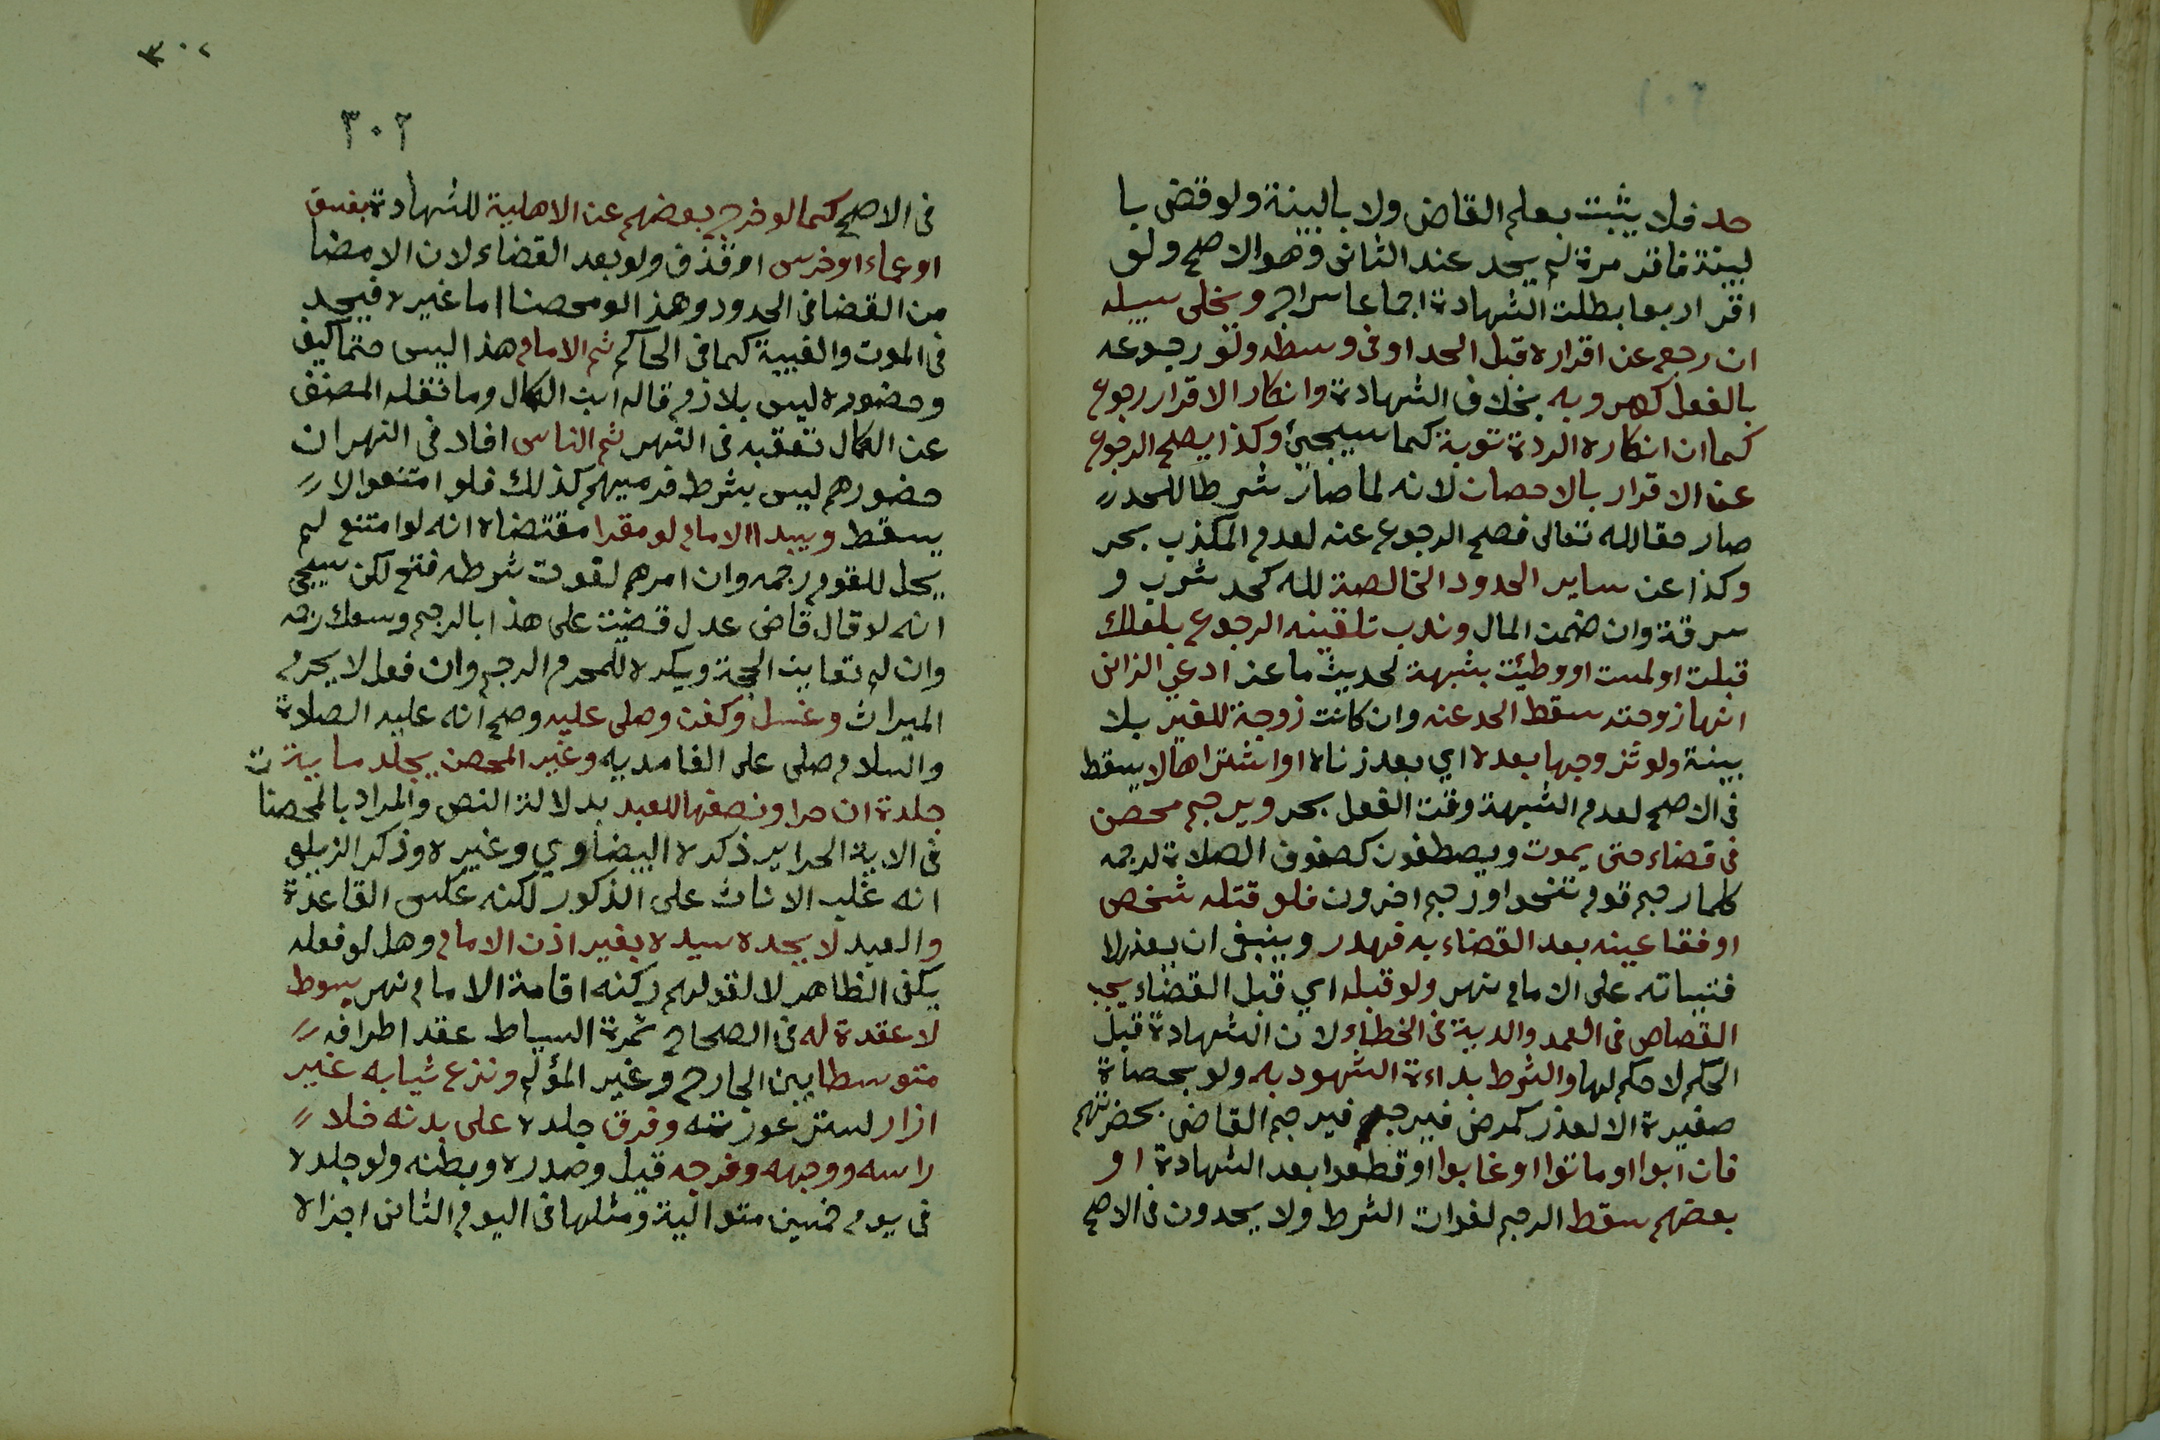 حد فلا يثبت بعلم القاضي ولا بالبينة ولو قضى با
لبينة فاقر مرة لم يحد عند الثاني وهو الاصح ولو
اقر اربعا بطلت الشهادة اجماعا سراج ويخلى سبيله
ان رجع عن اقراره قبل الحد او في وسطه ولو رجوعه
بالفعل كهروبه بخلاف الشهادة وانكار الاقرار رجوع
كما ان انكاره الردة توبة كما سيجيئ وكذا يصح الرجوع
عن الاقرار بالاحصان لانه لما صار شرطا للحد
صار حقا لله تعالى فصح الرجوع عنه لعدم المكذب بحر
وكذا عن ساير الحدود الخالصة لله كحد شرب و
سرقة وان ضمن المال وندب تلقينه الرجوع بلعلك
قبلت او لمست او وطيئت بشبهة لحديث ماعز ادعى الزاني
انها زوجته سقط الحد عنه وان كانت زوجة للغير بلا
بينة ولو تزوجها بعده اي بعد زناه او اشتراها لا يسقط
في الاصح لعدم الشبهة وقت الفعل بحر ويرجم محصن
في فضاء حتى يموت ويصطفون كصفوف الصلاة لرجمه
كلما رجم قوم تنحوا ورجم اخرون فلو قتله شخص
او فقا عينه بعد القضاء به فهدر وينبغي ان يعذر لا
فتياته على الامام نهر ولو قبله اي قبل القضاء يجب
القصاص في العمد والدية في الخطاء لان الشهادة قبل
الحكم لا حكم لها والشرط بداءة الشهود به ولو بحصاة
صغيرة الا لعذر كمرض فيرجم فيرجم القاضي بحضرتهم
فان ابوا او ماتوا او غابوا او قطعوا بعد الشهادة او
بعضهم سقط الرجم لفوات الشرط ولا يحدون في الاصح
٣٠٢
٣٠٢
في الاصح كما لو خرج بعضهم عن الاهلية للشهادة بفسق
او عماء او خرس او قذف ولو بعد القضاء لان الامضا
من القضا في الحدود وهذا لو محصنا اما غيره فيحد
في الموت والغيبة كما في الحاكم ثم الامام هذا ليس حتما كيف
وحضوره ليس بلازم قاله ابن الكمال وما نقله المصنف
عن الكمال تعقبه في النهر ثم الناس افاد في النهر ان
حضورهم ليس بشرط فرميهم كذلك فلو امتنعوا لا
يسقط ويبدا الامام لو مقرا مقتضاه انه لو امتنع لم
يحل للقوم رجمه وان امرهم لفوت شرطه فتح لكن سيجي
انه لو قال قاضي عدل قضيت على هذا بالرجم وسعك رجمه
وان لم تعاين الحجة ويكره للمحرم الرجم وان فعل لا يحرم
الميراث وغسل وكفن وصلى عليه وصح انه عليه الصلاة
والسلام صلى على الغامديه وغير المحصن يجلد ماية
جلدة ان حرا ونصفها للعبد بدلالة النص والمراد بالمحصنات
في الاية الحراير ذكره البيضاوي وغيره وذكر الزيلعي
انه غلب الاناث على الذكور لكنه عكس القاعدة
والعبد لا يحده سيده بغير اذن الامام وهل لو فعله
يكفي الظاهر لا لقولهم ركنه اقامة الامام نهر بسوط
لا عقدة له في الصحاح ثمرة السياط عقد اطرافه
متوسطا بين الجارح وغير المؤلم ونزع ثيابه غير
ازار لستر عورته وفرق جلده على بدنه خلا
راسه ووجهه وفرجه قيل وصدره وبطنه ولو جلده
في يوم خمسين متوالية ومثلها في اليوم الثاني اجزاه